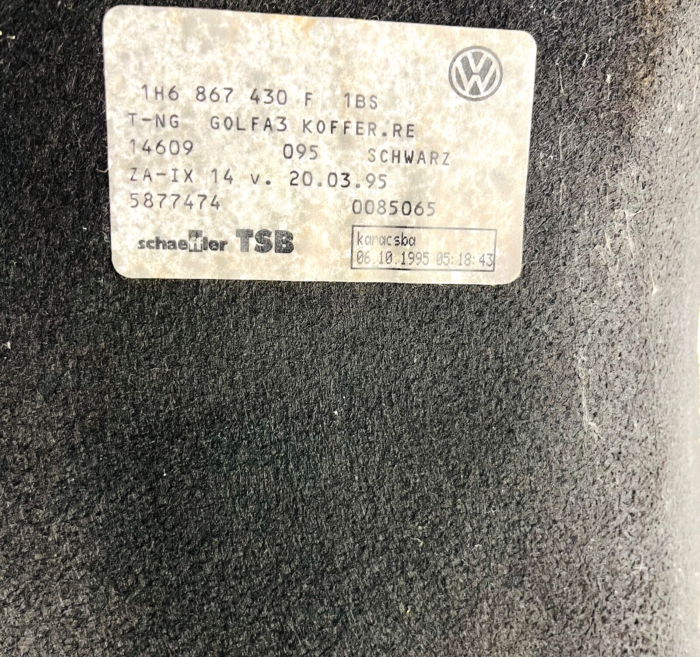 1H6 867 430 F 1BS
T-NG GOLFA3 KOFFER.RE
14609 095 SCHWARZ
ZA-IX 14 v. 20.03.95
5877474 0085065
schaeffler TSB
karacsba
06.10.1995 05:18:43